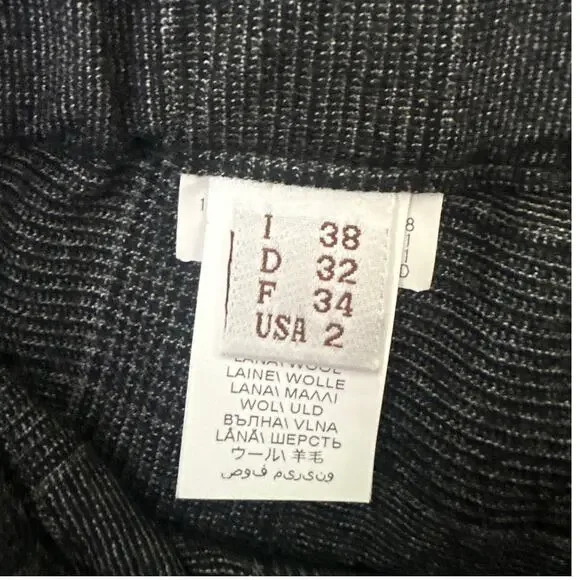 I 38
D 32
F 34
USA 2
LANA\ WOOL
LAINE\ WOLLE
LANA\ ΜΑΛΛΙ
WOL\ ULD
ВЪЛНА\ VLNA
LÅNĂ\ ШЕРСТЬ
ウール\ 羊毛